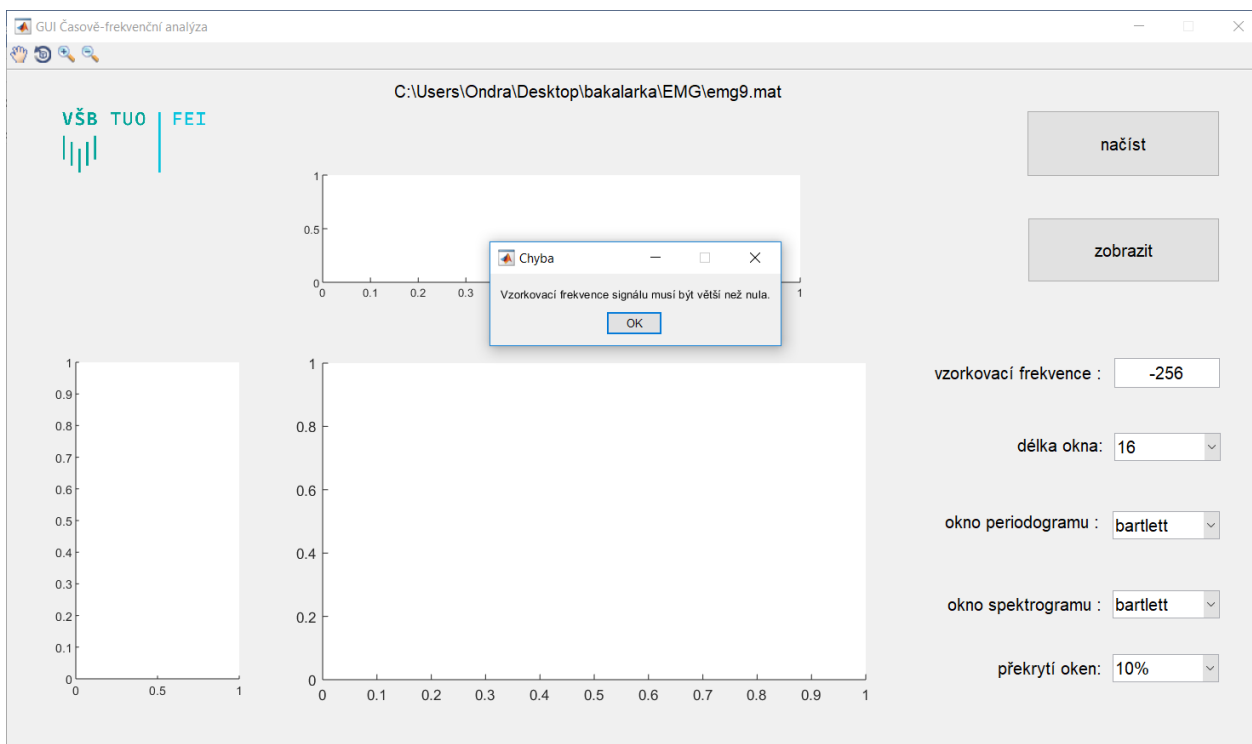 GUI Časově-frekvenční analýza
C:\Users\Ondra\Desktop\bakalarka\EMG\emg9.mat
VŠB TUO FEI
načíst
zobrazit
1
0.5
0
0 0.1 0.2 0.3 1
Chyba
Vzorkovací frekvence signálu musí být větší než nula.
OK
1
0.9
0.8
0.7
0.6
0.5
0.4
0.3
0.2
0.1
0
0 0.5 1
1
0.8
0.6
0.4
0.2
0
0 0.1 0.2 0.3 0.4 0.5 0.6 0.7 0.8 0.9 1
vzorkovací frekvence : -256
délka okna: 16
okno periodogramu : bartlett
okno spektrogramu : bartlett
překrytí oken: 10%